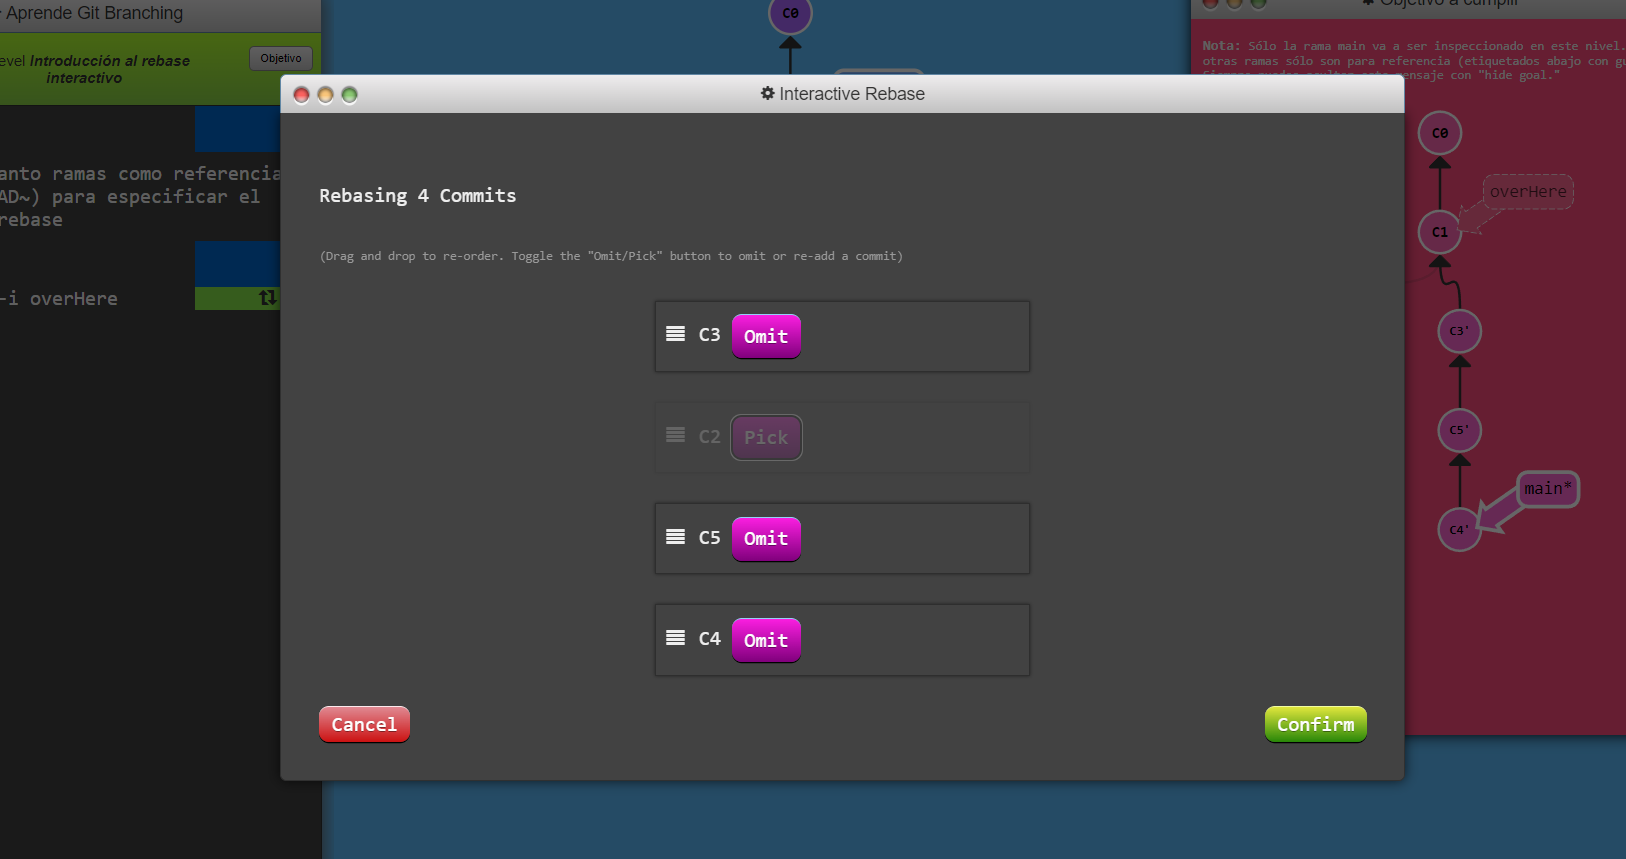 Aprende Git Branching
evel Introducción al rebase
interactivo
Objetivo
anto ramas como referencia
AD~) para especificar el
rebase
-i overHere
C0
Interactive Rebase
Rebasing 4 Commits
(Drag and drop to re-order. Toggle the "Omit/Pick" button to omit or re-add a commit)
C3 Omit
C2 Pick
C5 Omit
C4 Omit
Cancel
Confirm
Objetivo a cumplir
Nota: Sólo la rama main va a ser inspeccionado en este nivel.
otras ramas sólo son para referencia (etiquetados abajo con gu
mensaje con "hide goal."
C0
overHere
C1
C3'
C5'
main*
C4'